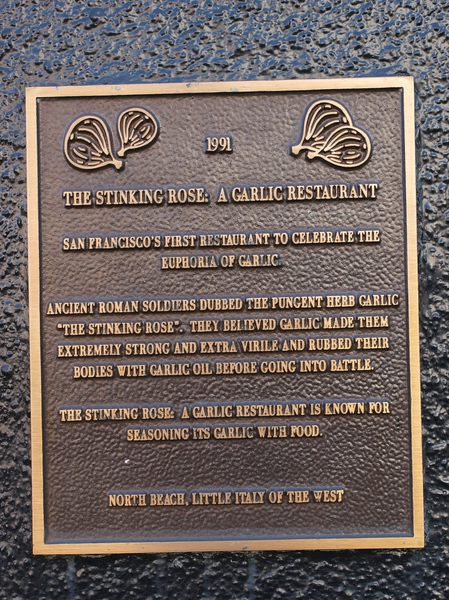 1991
THE STINKING ROSE: A GARLIC RESTAURANT
SAN FRANCISCO'S FIRST RESTAURANT TO CELEBRATE THE
EUPHORIA OF GARLIC.
ANCIENT ROMAN SOLDIERS DUBBED THE PUNGENT HERB GARLIC
"THE STINKING ROSE". THEY BELIEVED GARLIC MADE THEM
EXTREMELY STRONG AND EXTRA VIRILE AND RUBBED THEIR
BODIES WITH GARLIC OIL BEFORE GOING INTO BATTLE.
THE STINKING ROSE: A GARLIC RESTAURANT IS KNOWN FOR
SEASONING ITS GARLIC WITH FOOD.
NORTH BEACH, LITTLE ITALY OF THE WEST